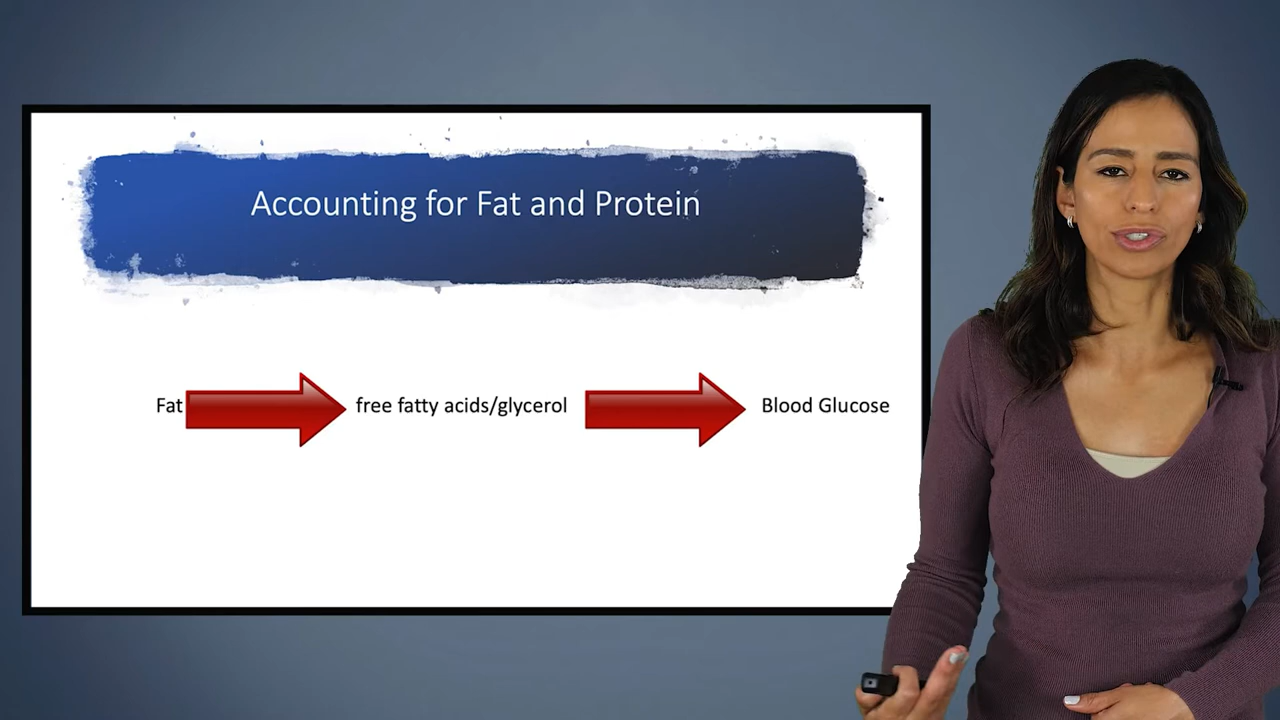 Accounting for Fat and Protein
Fat free fatty acids/glycerol Blood Glucose